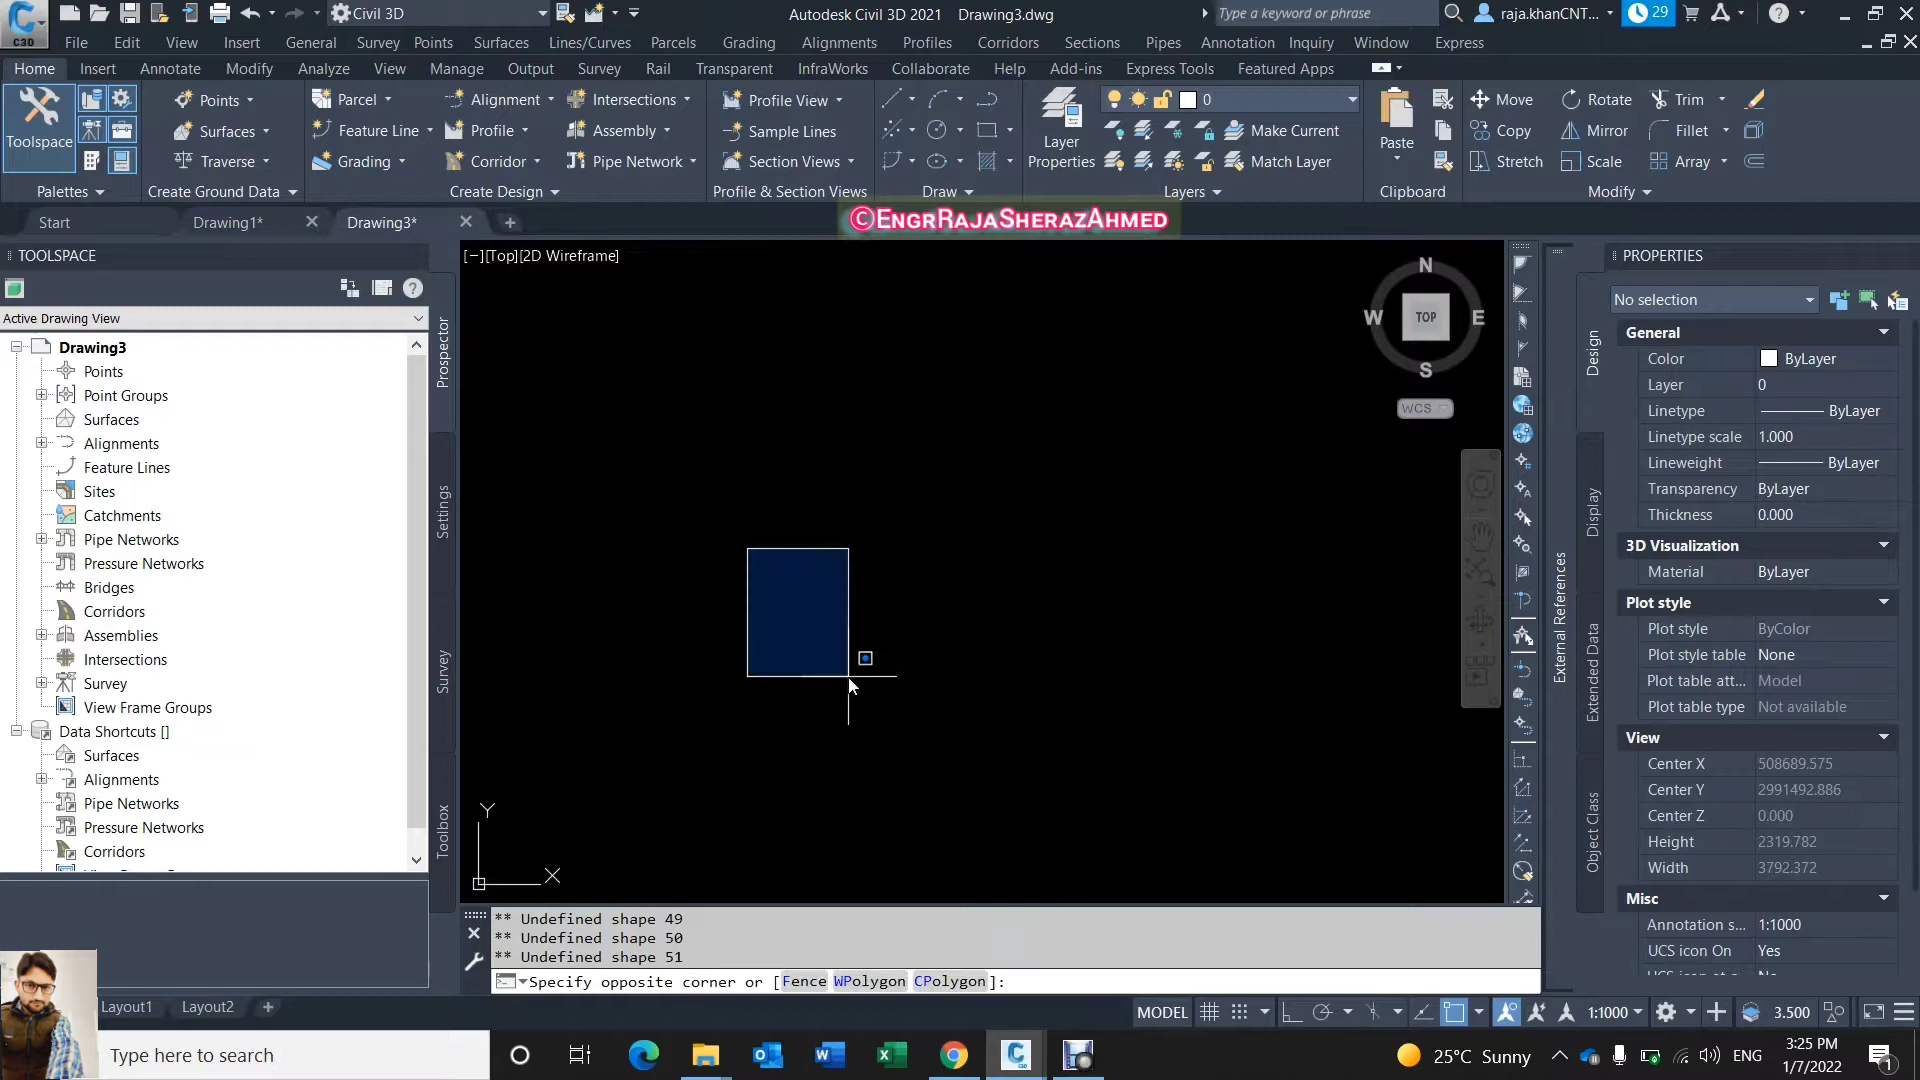 C3D
Civil 3D
Autodesk Civil 3D 2021 Drawing3.dwg
Type a keyword or phrase
raja.khanCNT...
29
File Edit View Insert General Survey Points Surfaces Lines/Curves Parcels Grading Alignments Profiles Corridors Sections Pipes Annotation Inquiry Window Express
Home Insert Annotate Modify Analyze View Manage Output Survey Rail Transparent InfraWorks Collaborate Help Add-ins Express Tools Featured Apps
Toolspace
Palettes
Points
Surfaces
Traverse
Create Ground Data
Parcel
Feature Line
Grading
Alignment
Profile
Corridor
Intersections
Assembly
Pipe Network
Create Design
Profile View
Sample Lines
Section Views
Profile & Section Views
Draw
Layer
Properties
0
Make Current
Match Layer
Layers
Paste
Clipboard
Move
Copy
Stretch
Rotate
Mirror
Scale
Trim
Fillet
Array
Modify
Start
Drawing1*
Drawing3*
©EngrRajaSherazAhmed
TOOLSPACE
Active Drawing View
Drawing3
Points
Point Groups
Surfaces
Alignments
Feature Lines
Sites
Catchments
Pipe Networks
Pressure Networks
Bridges
Corridors
Assemblies
Intersections
Survey
View Frame Groups
Data Shortcuts []
Surfaces
Alignments
Pipe Networks
Pressure Networks
Corridors
Prospector
Settings
Survey
Toolbox
[−][Top][2D Wireframe]
N
W TOP E
S
WCS
Y
X
External References
PROPERTIES
No selection
Design
Display
Extended Data
Object Class
General
Color ByLayer
Layer 0
Linetype ByLayer
Linetype scale 1.000
Lineweight ByLayer
Transparency ByLayer
Thickness 0.000
3D Visualization
Material ByLayer
Plot style
Plot style ByColor
Plot style table None
Plot table att... Model
Plot table type Not available
View
Center X 508689.575
Center Y 2991492.886
Center Z 0.000
Height 2319.782
Width 3792.372
Misc
Annotation s... 1:1000
UCS icon On Yes
** Undefined shape 49
** Undefined shape 50
** Undefined shape 51
Specify opposite corner or [Fence WPolygon CPolygon]:
Layout1 Layout2
MODEL
1:1000
3.500
Type here to search
25°C Sunny
ENG
3:25 PM
1/7/2022
1